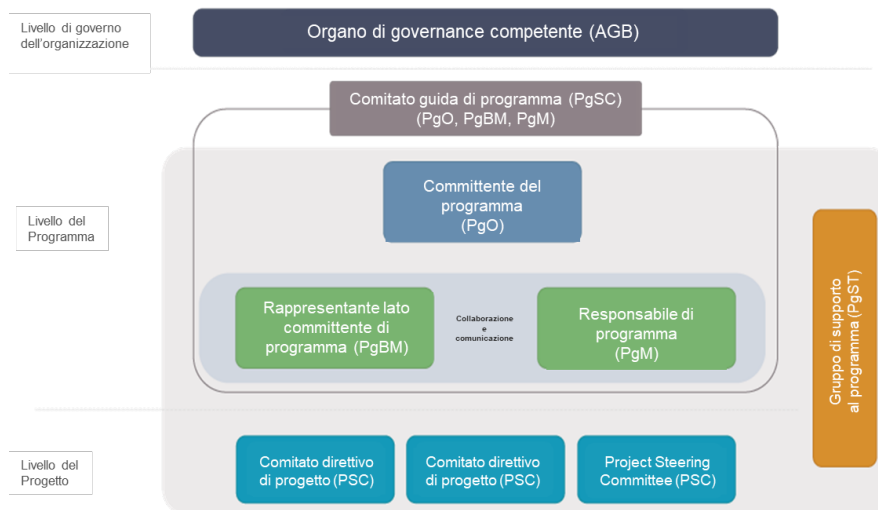 Livello di governo
dell'organizzazione
Organo di governance competente (AGB)
Comitato guida di programma (PgSC)
(PgO, PgBM, PgM)
Livello del
Programma
Committente del
programma
(PgO)
Rappresentante lato
committente di
programma (PgBM)
Collaborazione
e
comunicazione
Responsabile di
programma
(PgM)
Gruppo di supporto
al programma (PgST)
Livello del
Progetto
Comitato direttivo
di progetto (PSC)
Comitato direttivo
di progetto (PSC)
Project Steering
Committee (PSC)